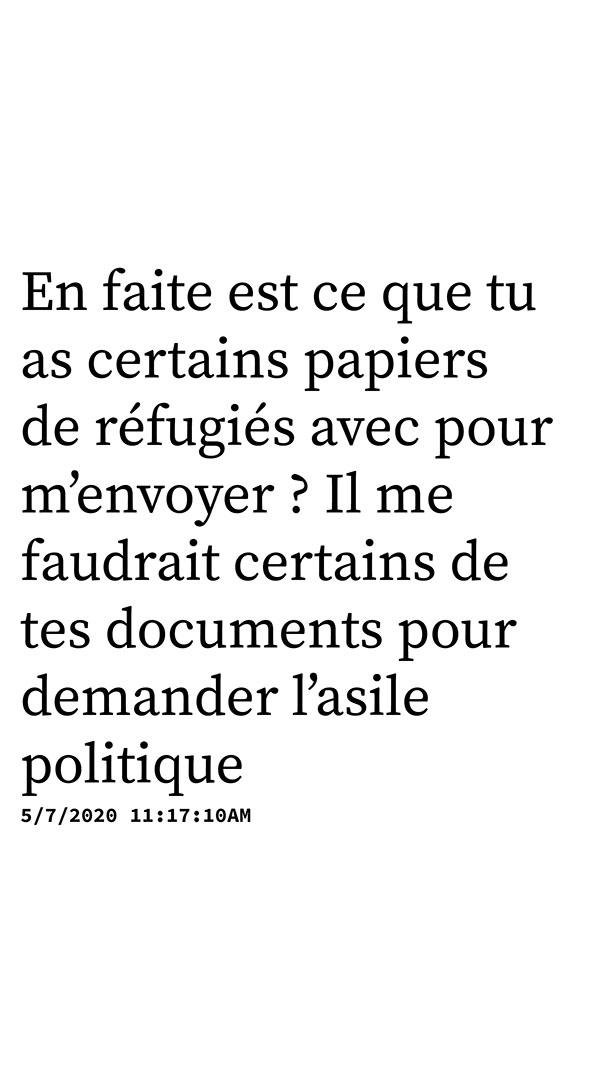 En faite est ce que tu
as certains papiers
de réfugiés avec pour
m’envoyer ? Il me
faudrait certains de
tes documents pour
demander l’asile
politique
5/7/2020 11:17:10AM